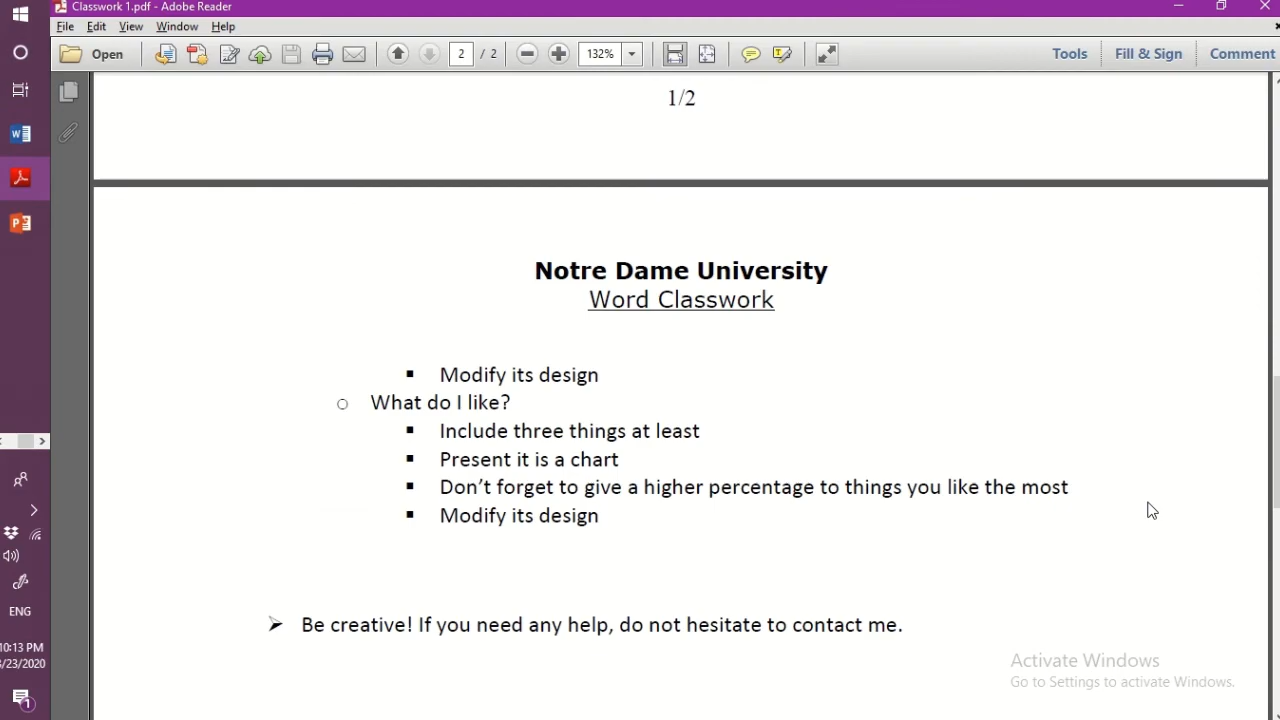 Classwork 1.pdf - Adobe Reader
File Edit View Window Help
Open 2 / 2 132% Tools Fill & Sign Comment
1/2
Notre Dame University
Word Classwork
▪ Modify its design
o What do I like?
▪ Include three things at least
▪ Present it is a chart
▪ Don’t forget to give a higher percentage to things you like the most
▪ Modify its design
➢ Be creative! If you need any help, do not hesitate to contact me.
Activate Windows
Go to Settings to activate Windows.
ENG
10:13 PM
/23/2020
1